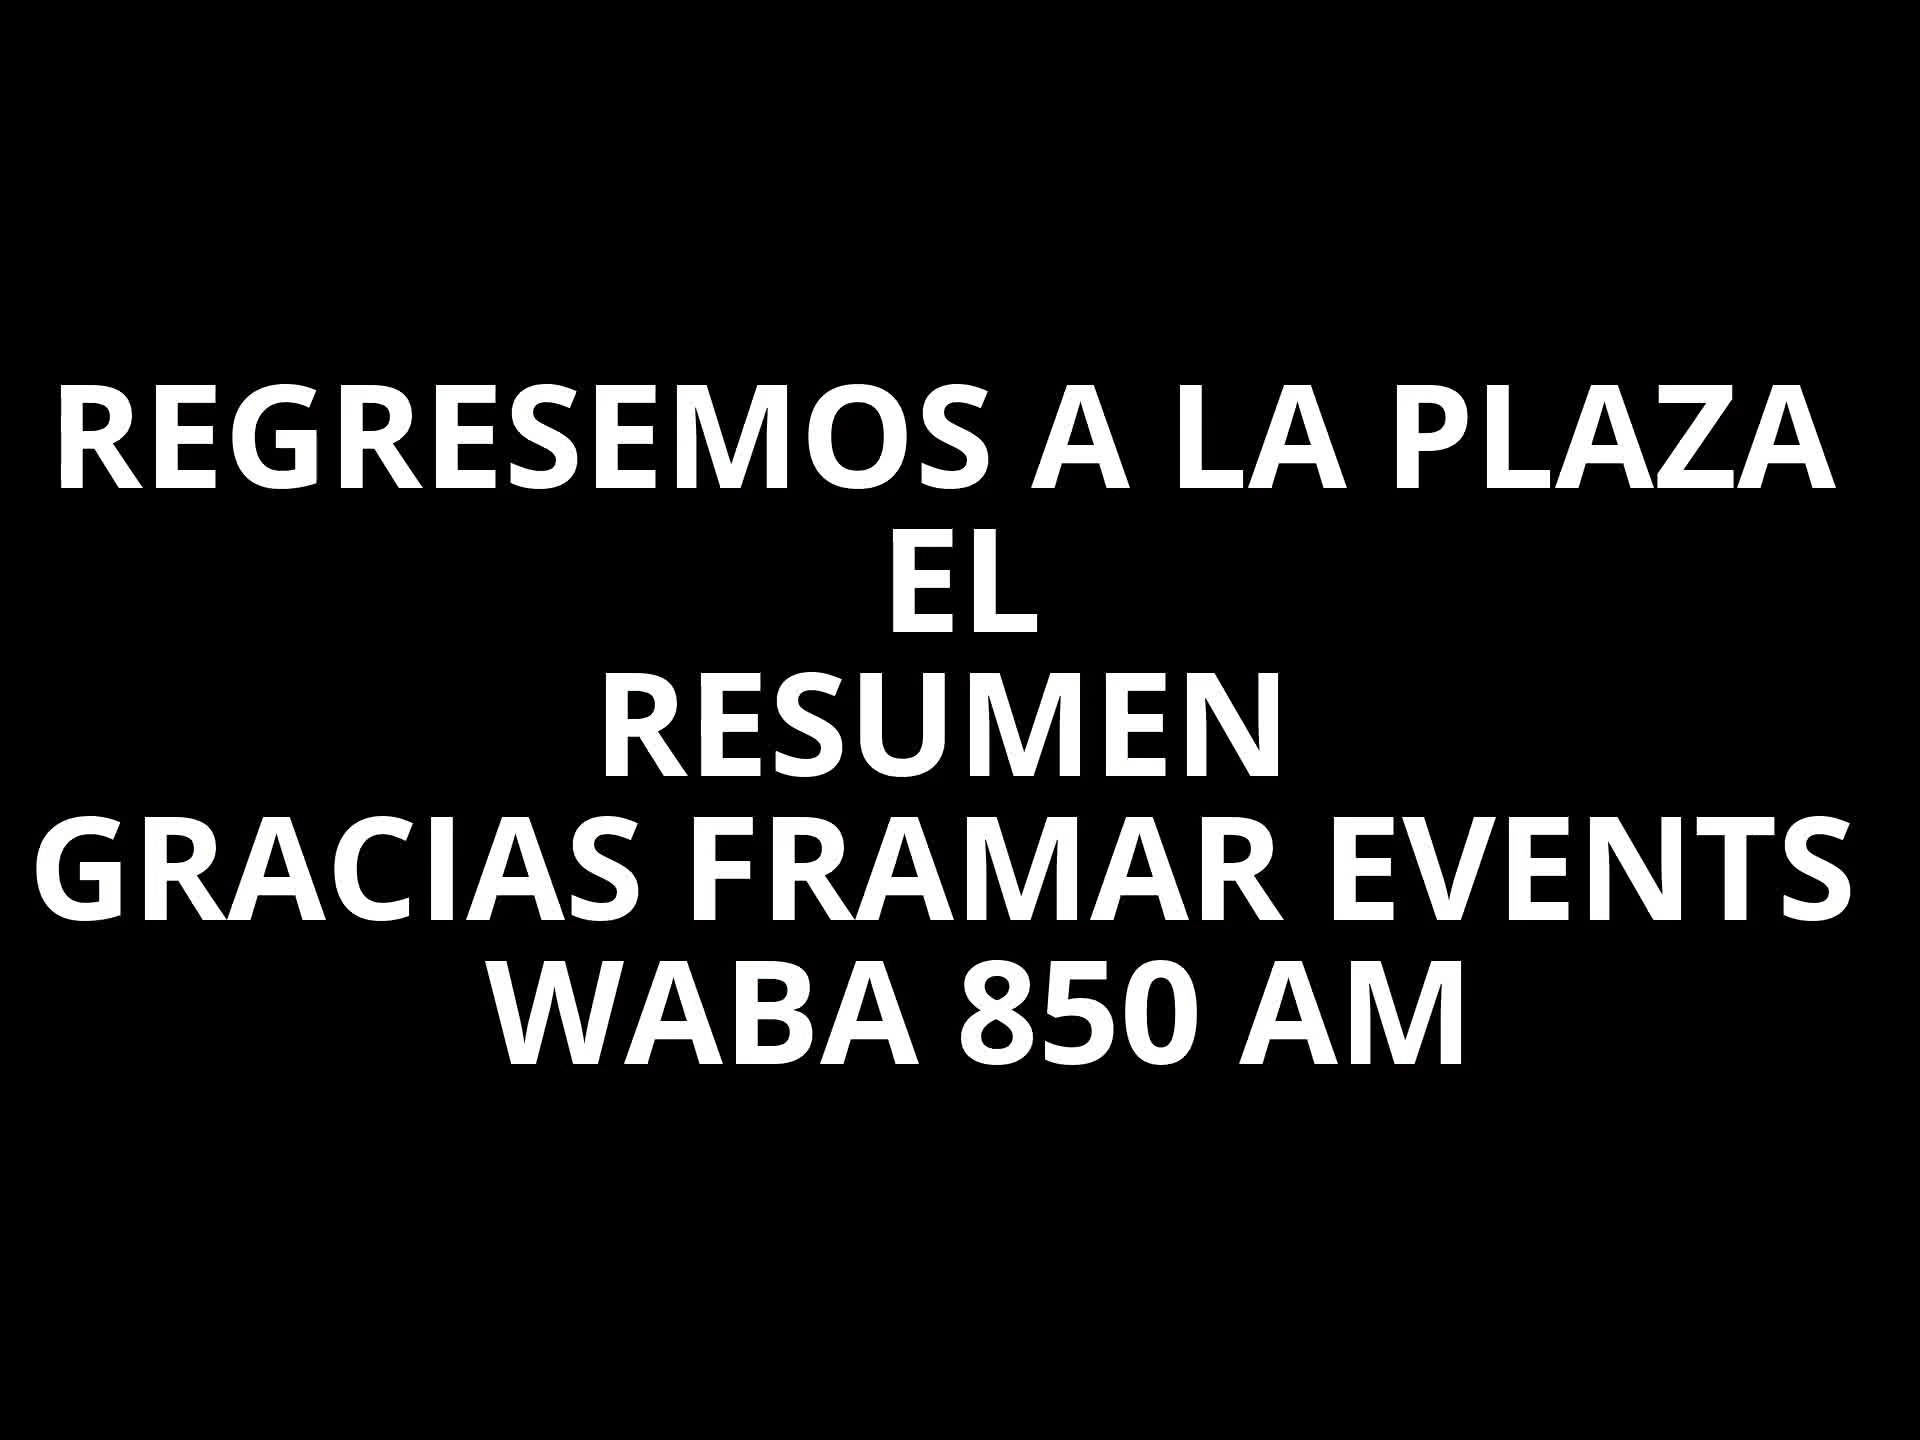 REGRESEMOS A LA PLAZA
EL
RESUMEN
GRACIAS FRAMAR EVENTS
WABA 850 AM